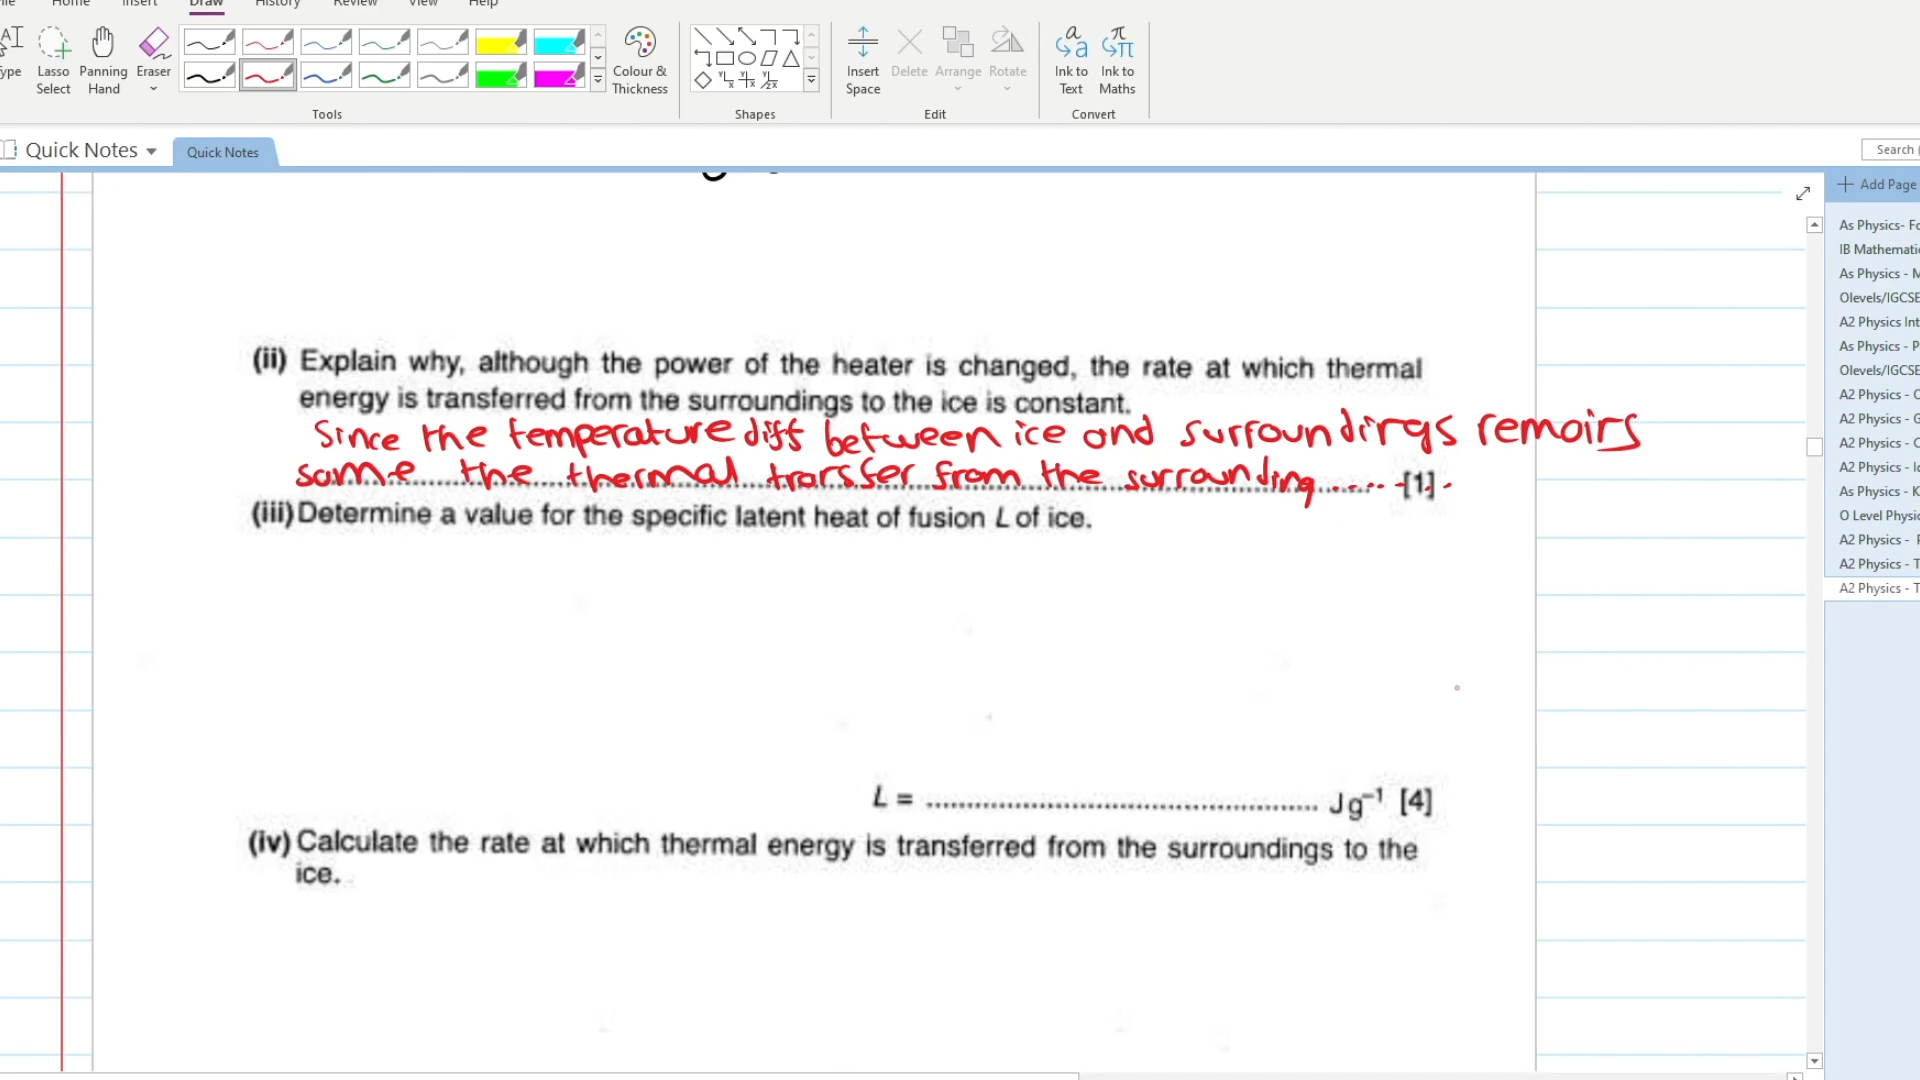 Home Insert Draw History Review View Help
Type Lasso Select Panning Hand Eraser
Colour & Thickness
Insert Space Delete Arrange Rotate
Ink to Text Ink to Maths
Tools Shapes Edit Convert
Quick Notes Quick Notes
Search
Add Page
(ii) Explain why, although the power of the heater is changed, the rate at which thermal
energy is transferred from the surroundings to the ice is constant.
Since the temperature diff between ice and surroundings remains
same the thermal transfer from the surrounding..... [1]
(iii) Determine a value for the specific latent heat of fusion L of ice.
L = .................................................. J g⁻¹ [4]
(iv) Calculate the rate at which thermal energy is transferred from the surroundings to the
ice.
As Physics- Fo
IB Mathematic
As Physics - M
Olevels/IGCSE
A2 Physics Int
As Physics - P
Olevels/IGCSE
A2 Physics - C
A2 Physics - G
A2 Physics - C
A2 Physics - Io
As Physics - K
O Level Physic
A2 Physics - P
A2 Physics - T
A2 Physics - T